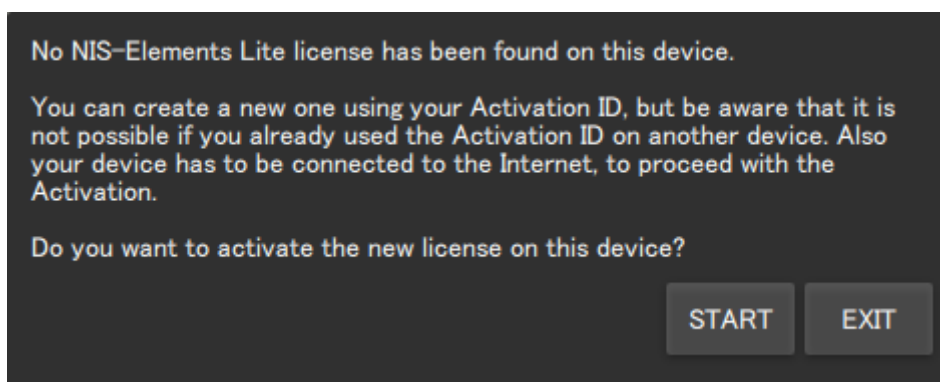 No NIS-Elements Lite license has been found on this device.
You can create a new one using your Activation ID, but be aware that it is
not possible if you already used the Activation ID on another device. Also
your device has to be connected to the Internet, to proceed with the
Activation.
Do you want to activate the new license on this device?
START EXIT